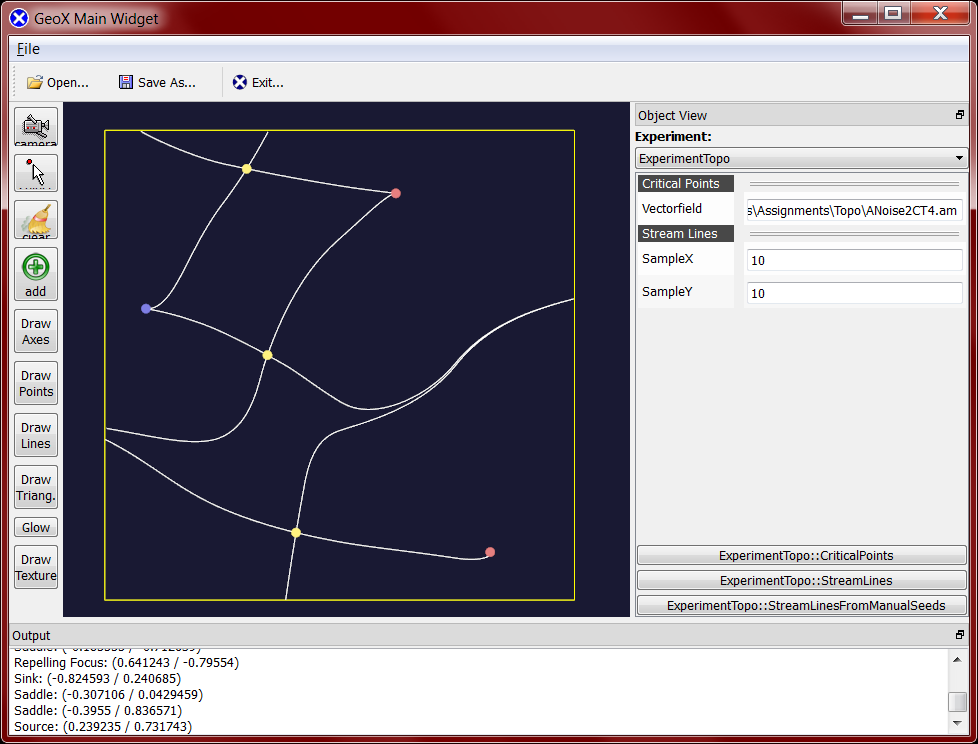 GeoX Main Widget
File
Open... Save As... Exit...
camera
clear
add
Draw
Axes
Draw
Points
Draw
Lines
Draw
Triang.
Glow
Draw
Texture
Object View
Experiment:
ExperimentTopo
Critical Points
Vectorfield s\Assignments\Topo\ANoise2CT4.am
Stream Lines
SampleX 10
SampleY 10
ExperimentTopo::CriticalPoints
ExperimentTopo::StreamLines
ExperimentTopo::StreamLinesFromManualSeeds
Output
Repelling Focus: (0.641243 / -0.79554)
Sink: (-0.824593 / 0.240685)
Saddle: (-0.307106 / 0.0429459)
Saddle: (-0.3955 / 0.836571)
Source: (0.239235 / 0.731743)